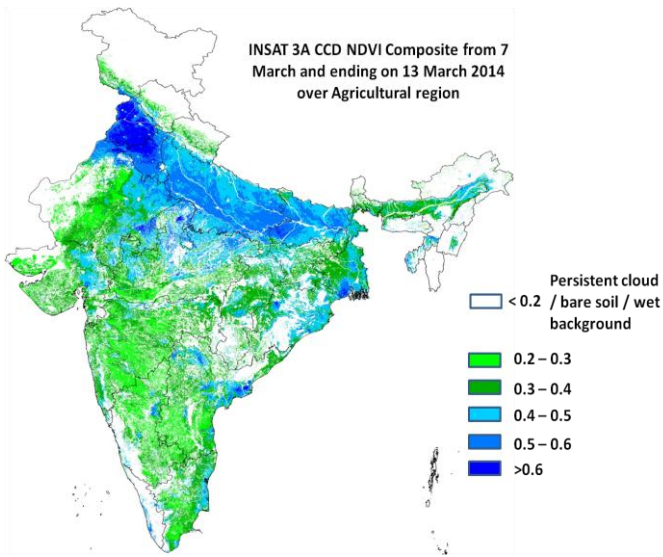 INSAT 3A CCD NDVI Composite from 7
March and ending on 13 March 2014
over Agricultural region
< 0.2 Persistent cloud
/ bare soil / wet
background
0.2 – 0.3
0.3 – 0.4
0.4 – 0.5
0.5 – 0.6
>0.6